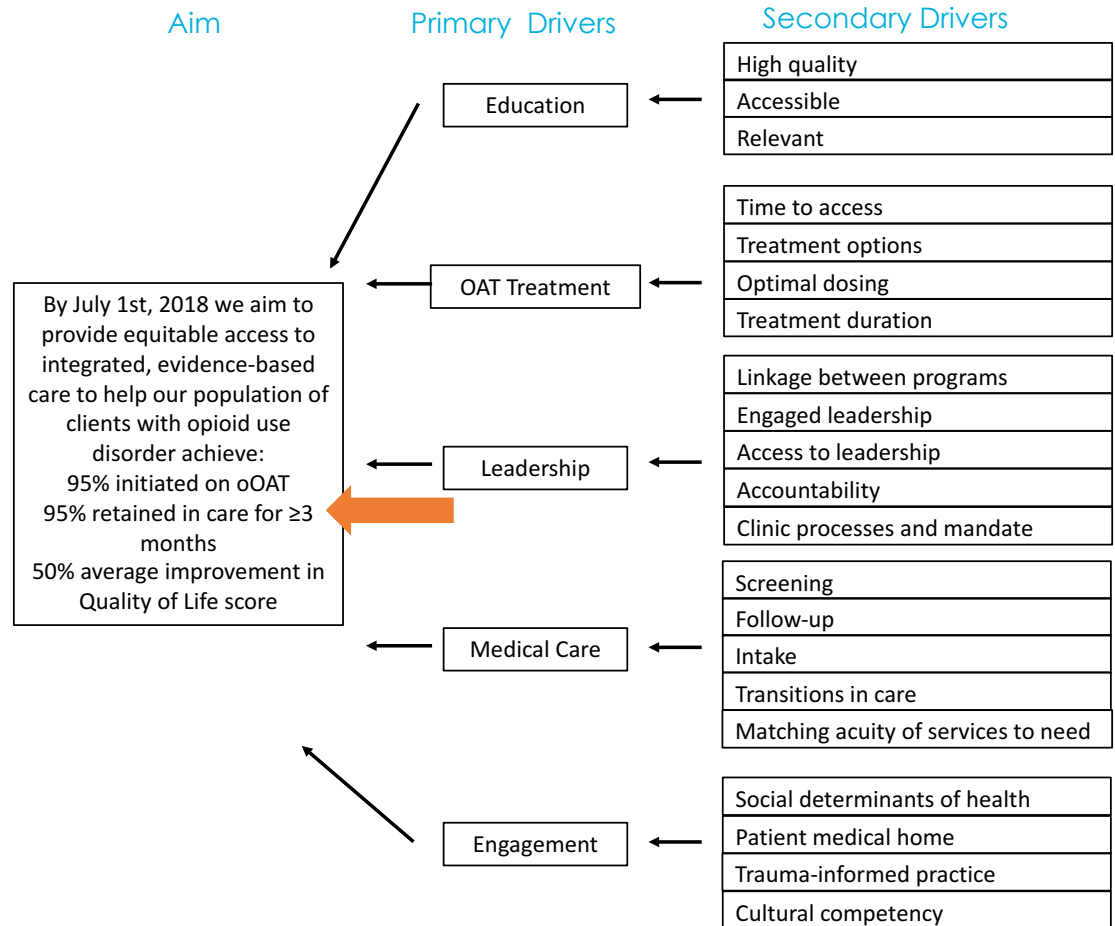 Aim
Primary Drivers
Secondary Drivers
By July 1st, 2018 we aim to
provide equitable access to
integrated, evidence-based
care to help our population of
clients with opioid use
disorder achieve:
95% initiated on oOAT
95% retained in care for ≥3
months
50% average improvement in
Quality of Life score
Education
High quality
Accessible
Relevant
OAT Treatment
Time to access
Treatment options
Optimal dosing
Treatment duration
Leadership
Linkage between programs
Engaged leadership
Access to leadership
Accountability
Clinic processes and mandate
Medical Care
Screening
Follow-up
Intake
Transitions in care
Matching acuity of services to need
Engagement
Social determinants of health
Patient medical home
Trauma-informed practice
Cultural competency